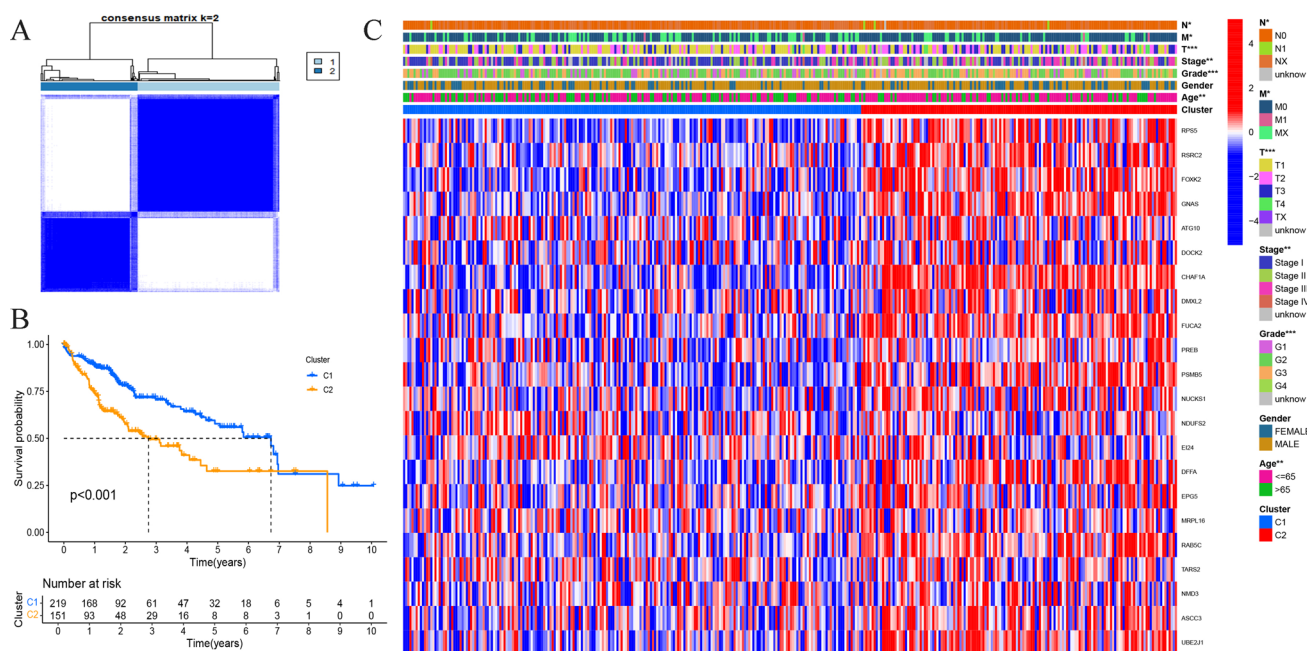 A
consensus matrix k=2
1
2
B
1.00
0.75
0.50
0.25
0.00
Survival probability
Cluster
C1
C2
p<0.001
0 1 2 3 4 5 6 7 8 9 10
Time(years)
Number at risk
Cluster
C1 219 168 92 61 47 32 18 6 5 4 1
C2 151 93 48 29 16 8 8 3 1 0 0
0 1 2 3 4 5 6 7 8 9 10
Time(years)
C
N*
M*
T***
Stage**
Grade***
Gender
Age**
Cluster
RPS5
RSRC2
FOXK2
GNAS
ATG10
DOCK2
CHAF1A
DMXL2
FUCA2
PREB
PSMB5
NUCKS1
NDUFS2
EI24
DFFA
EPG5
MRPL16
RAB5C
TARS2
NMD3
ASCC3
UBE2J1
4
2
0
−2
−4
N*
N0
N1
NX
unknow
M*
M0
M1
MX
T***
T1
T2
T3
T4
TX
unknow
Stage**
Stage I
Stage II
Stage III
Stage IV
unknow
Grade***
G1
G2
G3
G4
unknow
Gender
FEMALE
MALE
Age**
<=65
>65
Cluster
C1
C2